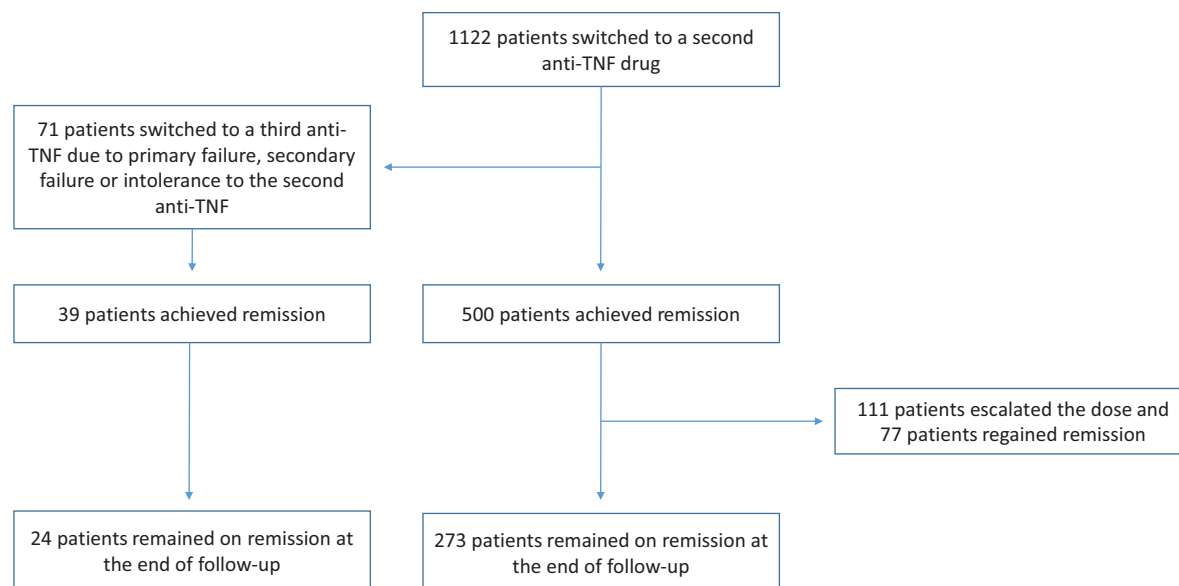 1122 patients switched to a second
anti-TNF drug
71 patients switched to a third anti-
TNF due to primary failure, secondary
failure or intolerance to the second
anti-TNF
39 patients achieved remission
500 patients achieved remission
111 patients escalated the dose and
77 patients regained remission
24 patients remained on remission at
the end of follow-up
273 patients remained on remission at
the end of follow-up